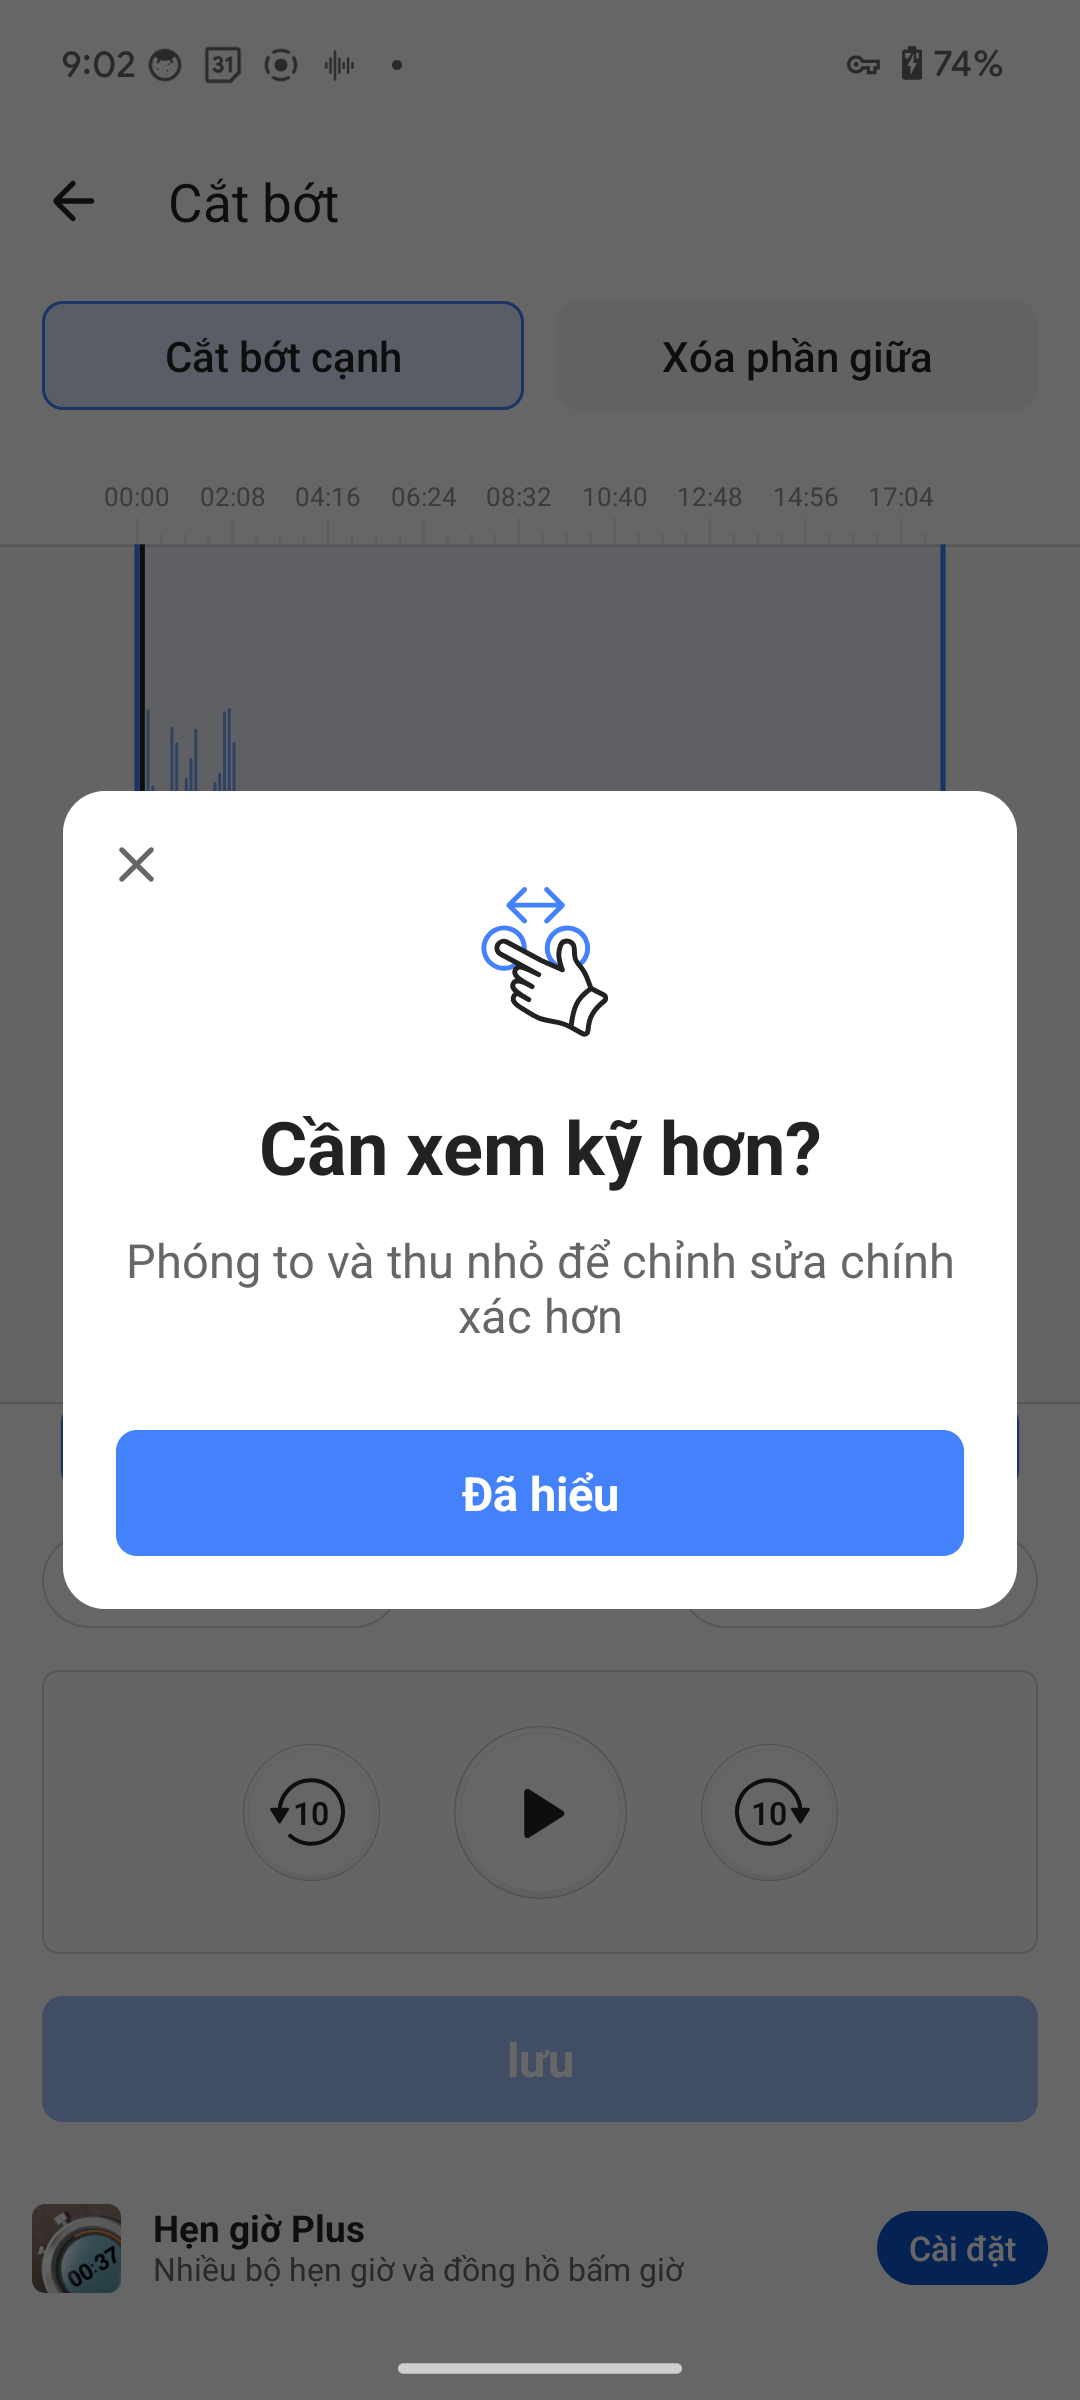 9:02
31
74%
Cắt bớt
Cắt bớt cạnh
Xóa phần giữa
00:00 02:08 04:16 06:24 08:32 10:40 12:48 14:56 17:04
Cần xem kỹ hơn?
Phóng to và thu nhỏ để chỉnh sửa chính
xác hơn
Đã hiểu
10
10
lưu
00:37
Hẹn giờ Plus
Nhiều bộ hẹn giờ và đồng hồ bấm giờ
Cài đặt